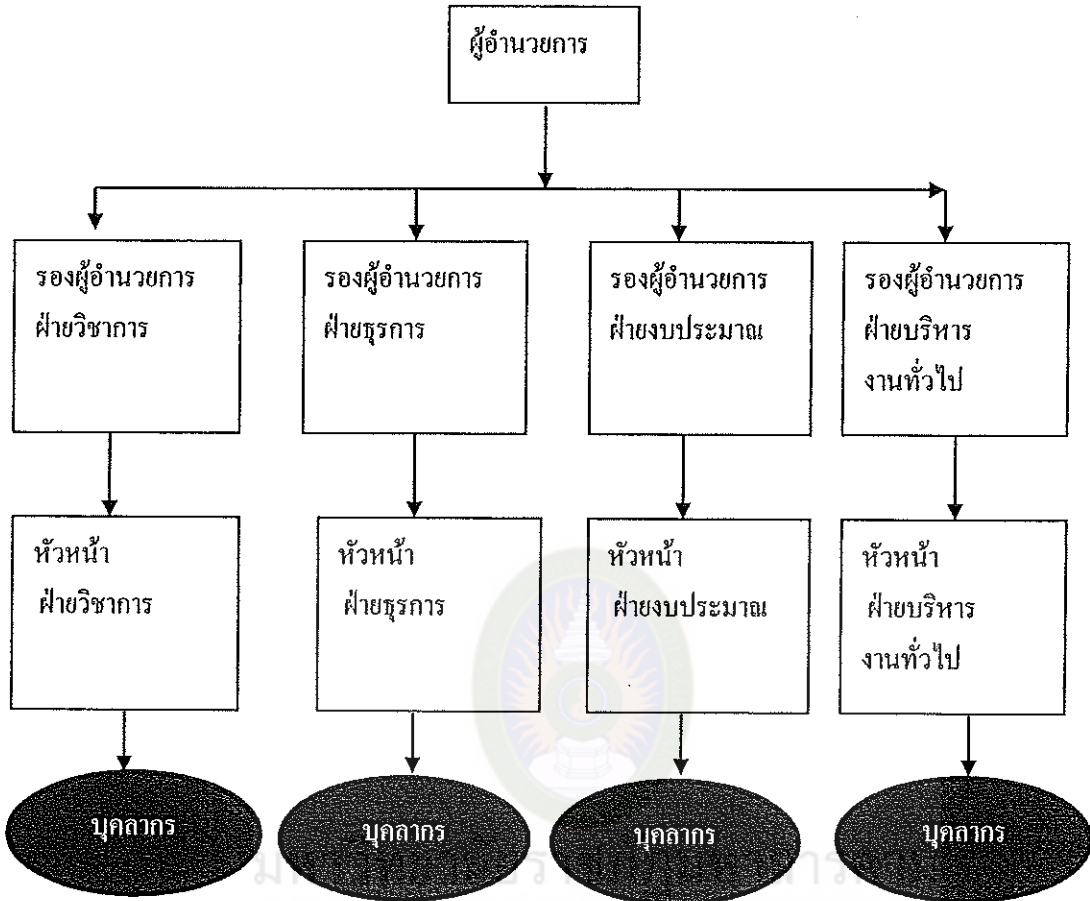 ผู้อำนวยการ
รองผู้อำนวยการ
ฝ่ายวิชาการ
รองผู้อำนวยการ
ฝ่ายธุรการ
รองผู้อำนวยการ
ฝ่ายงบประมาณ
รองผู้อำนวยการ
ฝ่ายบริหาร
งานทั่วไป
หัวหน้า
ฝ่ายวิชาการ
หัวหน้า
ฝ่ายธุรการ
หัวหน้า
ฝ่ายงบประมาณ
หัวหน้า
ฝ่ายบริหาร
งานทั่วไป
บุคลากร
บุคลากร
บุคลากร
บุคลากร